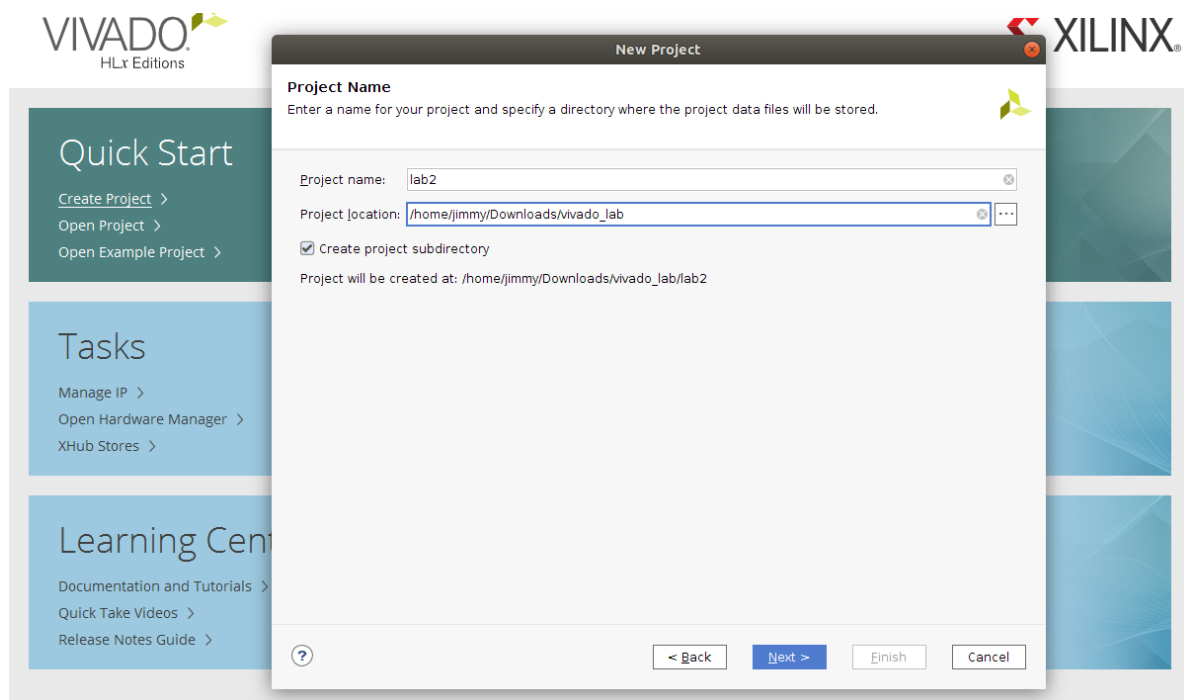 VIVADO.
HLx Editions
XILINX®
New Project
Project Name
Enter a name for your project and specify a directory where the project data files will be stored.
Project name: lab2
Project location: /home/jimmy/Downloads/vivado_lab ...
Create project subdirectory
Project will be created at: /home/jimmy/Downloads/vivado_lab/lab2
? < Back Next > Finish Cancel
Quick Start
Create Project >
Open Project >
Open Example Project >
Tasks
Manage IP >
Open Hardware Manager >
XHub Stores >
Learning Cen
Documentation and Tutorials >
Quick Take Videos >
Release Notes Guide >